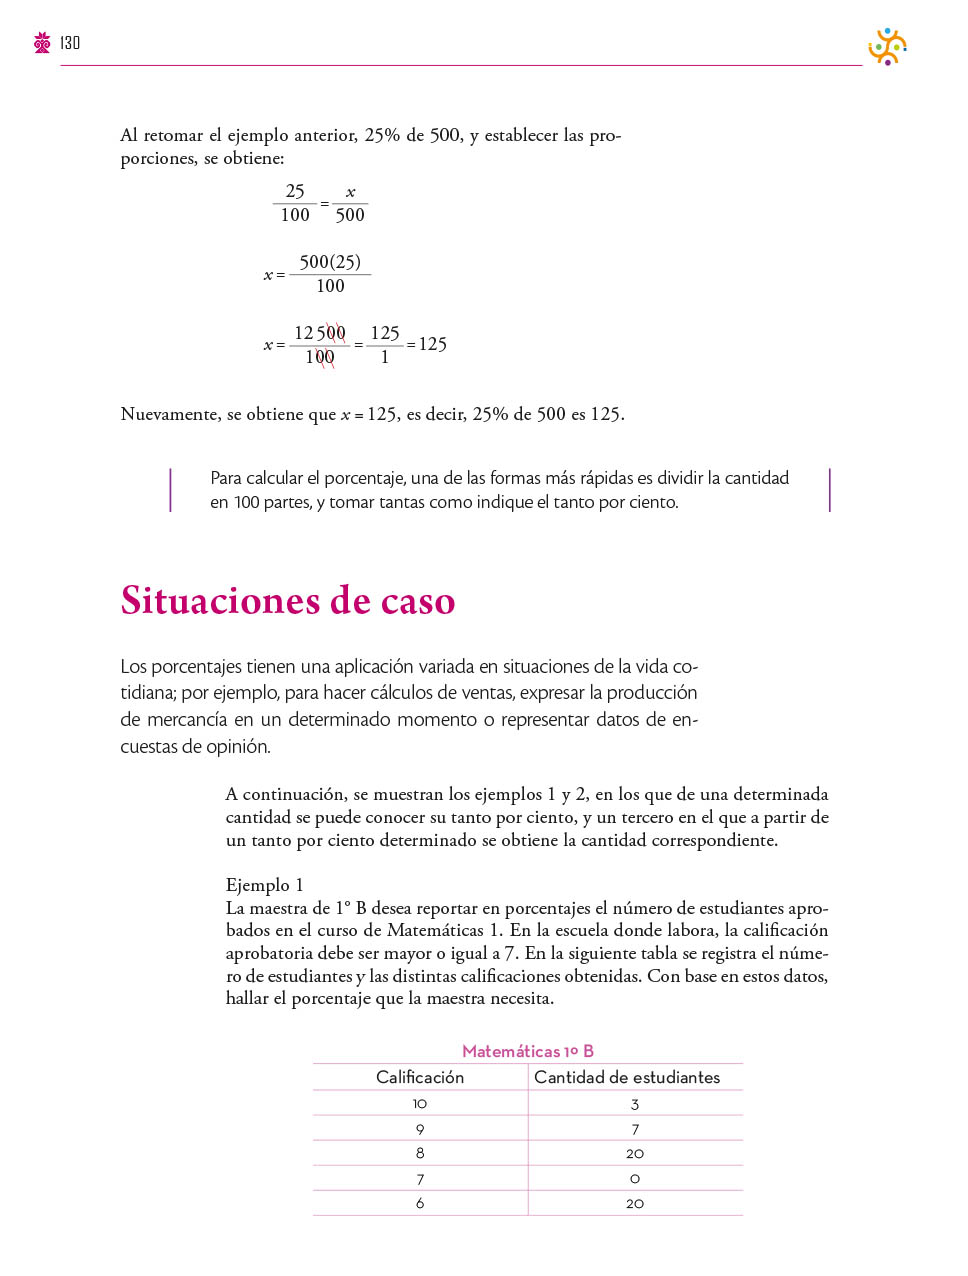 130
Al retomar el ejemplo anterior, 25% de 500, y establecer las pro-
porciones, se obtiene:
25/100 = x/500
x = 500(25)/100
x = 12 500/100 = 125/1 = 125
Nuevamente, se obtiene que x = 125, es decir, 25% de 500 es 125.
Para calcular el porcentaje, una de las formas más rápidas es dividir la cantidad
en 100 partes, y tomar tantas como indique el tanto por ciento.
Situaciones de caso
Los porcentajes tienen una aplicación variada en situaciones de la vida co-
tidiana; por ejemplo, para hacer cálculos de ventas, expresar la producción
de mercancía en un determinado momento o representar datos de en-
cuestas de opinión.
A continuación, se muestran los ejemplos 1 y 2, en los que de una determinada
cantidad se puede conocer su tanto por ciento, y un tercero en el que a partir de
un tanto por ciento determinado se obtiene la cantidad correspondiente.
Ejemplo 1
La maestra de 1° B desea reportar en porcentajes el número de estudiantes apro-
bados en el curso de Matemáticas 1. En la escuela donde labora, la calificación
aprobatoria debe ser mayor o igual a 7. En la siguiente tabla se registra el núme-
ro de estudiantes y las distintas calificaciones obtenidas. Con base en estos datos,
hallar el porcentaje que la maestra necesita.
Matemáticas 1º B
Calificación Cantidad de estudiantes
10 3
9 7
8 20
7 0
6 20